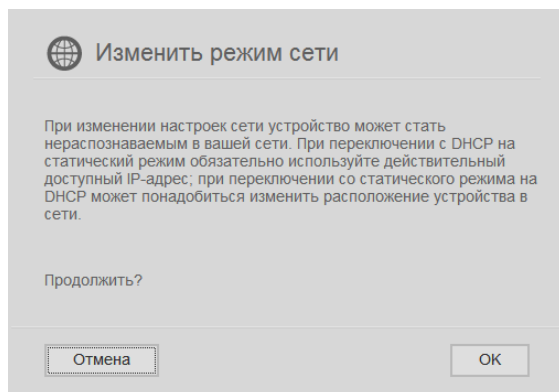 Изменить режим сети
При изменении настроек сети устройство может стать
нераспознаваемым в вашей сети. При переключении с DHCP на
статический режим обязательно используйте действительный
доступный IP-адрес; при переключении со статического режима на
DHCP может понадобиться изменить расположение устройства в
сети.
Продолжить?
Отмена
OK